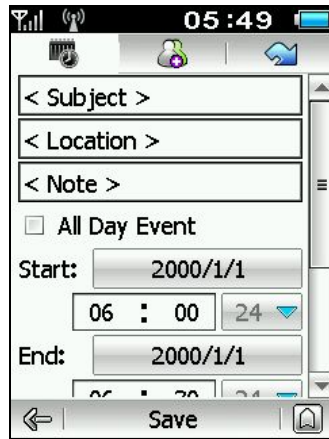 05:49
< Subject >
< Location >
< Note >
All Day Event
Start: 2000/1/1
06 : 00 24
End: 2000/1/1
Save